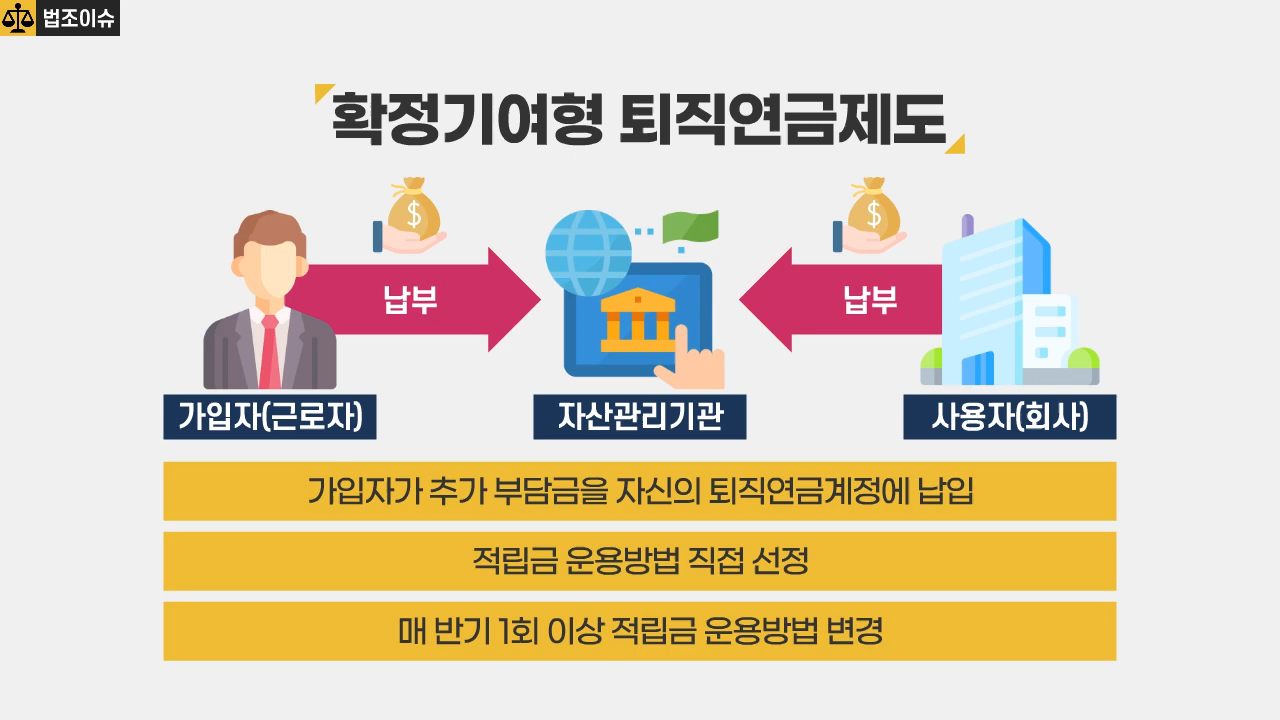 법조이슈
확정기여형 퇴직연금제도
$
$
납부
납부
가입자(근로자)
자산관리기관
사용자(회사)
가입자가 추가 부담금을 자신의 퇴직연금계정에 납입
적립금 운용방법 직접 선정
매 반기 1회 이상 적립금 운용방법 변경